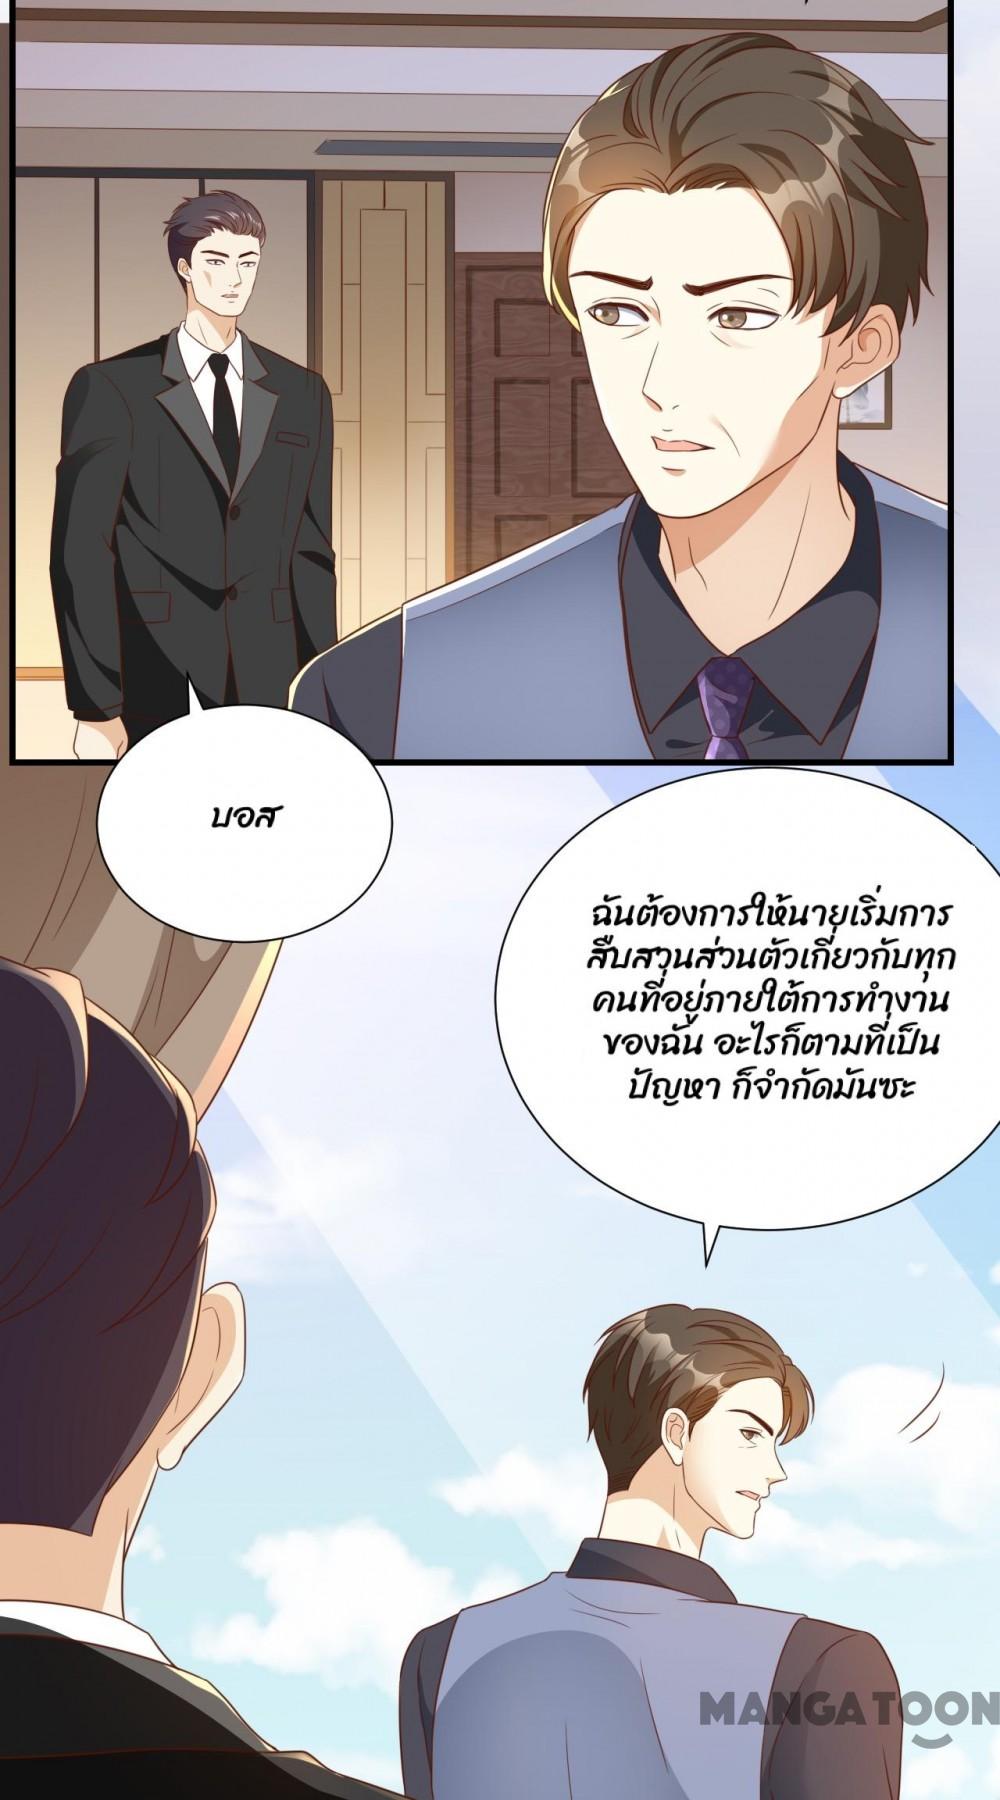 บอส
ฉันต้องการให้นายเริ่มการ
สืบสวนส่วนตัวเกี่ยวกับทุก
คนที่อยู่ภายใต้การทำงาน
ของฉัน อะไรก็ตามที่เป็น
ปัญหา ก็จำกัดมันซะ
MANGATOON